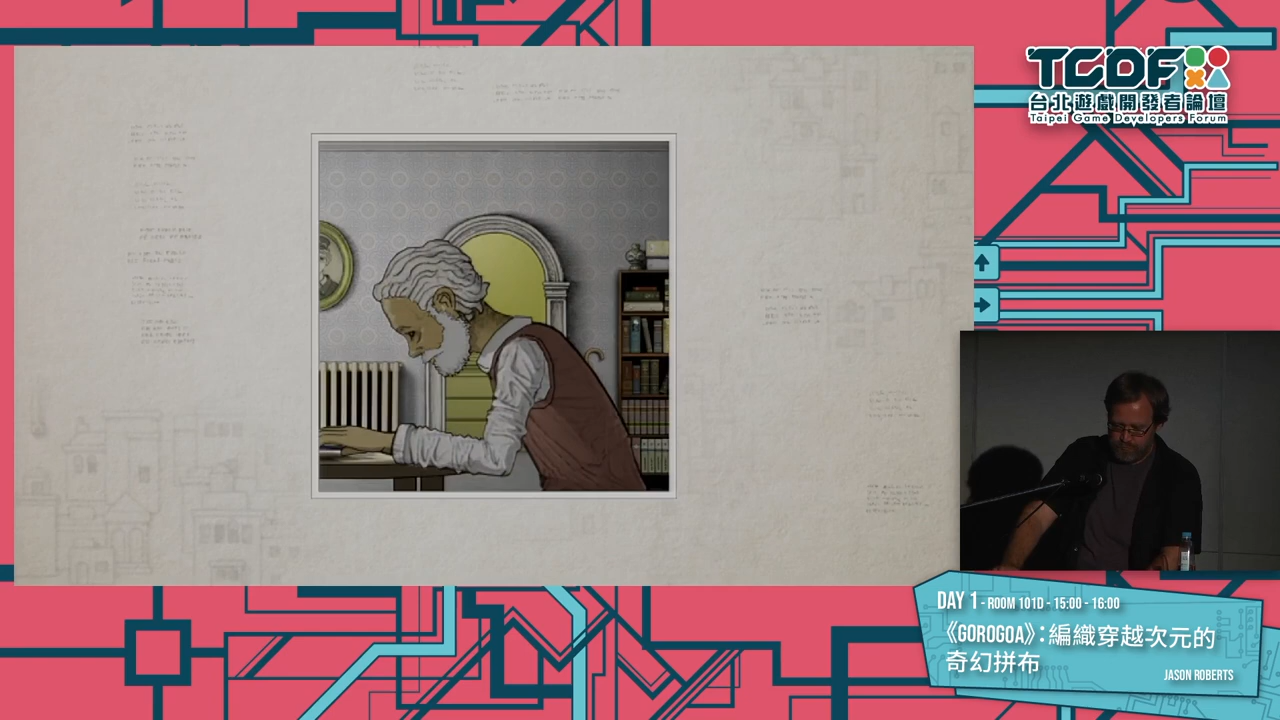 TGDF
台北遊戲開發者論壇
Taipei Game Developers Forum
DAY 1 - ROOM 101D - 15:00 - 16:00
《GOROGOA》：編織穿越次元的
奇幻拼布
JASON ROBERTS